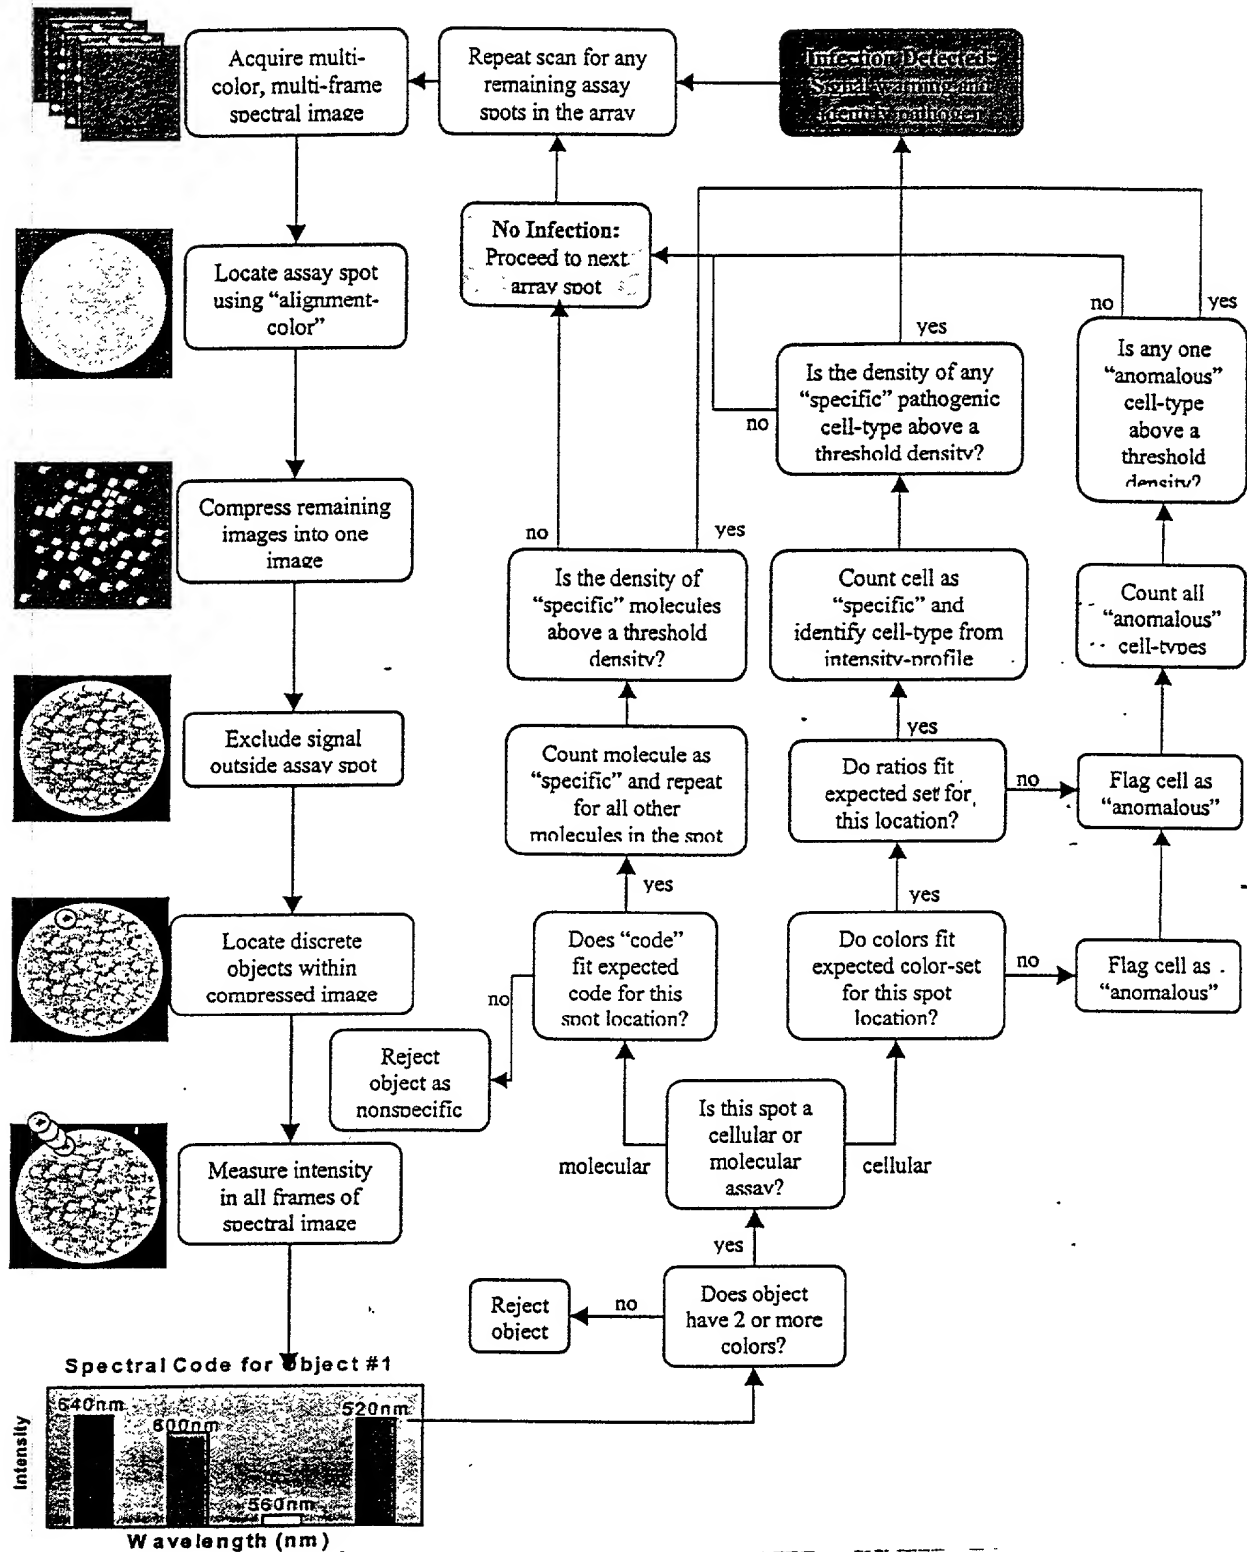 Acquire multi-
color, multi-frame
spectral image
Repeat scan for any
remaining assay
spots in the array
Infection Detected:
Signal warning and
identify pathogen
No Infection:
Proceed to next
array spot
Locate assay spot
using “alignment-
color”
no
yes
yes
Is any one
“anomalous”
cell-type
above a
threshold
density?
Is the density of any
“specific” pathogenic
cell-type above a
threshold density?
no
Compress remaining
images into one
image
no
yes
Is the density of
“specific” molecules
above a threshold
density?
Count cell as
“specific” and
identify cell-type from
intensity-profile
Count all
“anomalous”
cell-types
Exclude signal
outside assay spot
Count molecule as
“specific” and repeat
for all other
molecules in the spot
yes
Do ratios fit
expected set for
this location?
no
Flag cell as
“anomalous”
yes
yes
Locate discrete
objects within
compressed image
Does “code”
fit expected
code for this
spot location?
Do colors fit
expected color-set
for this spot
location?
no
Flag cell as
“anomalous”
no
Reject
object as
nonspecific
Is this spot a
cellular or
molecular
assay?
molecular
cellular
Measure intensity
in all frames of
spectral image
yes
Does object
have 2 or more
colors?
no
Reject
object
Spectral Code for Object #1
640nm
600nm
520nm
560nm
Intensity
Wavelength (nm)